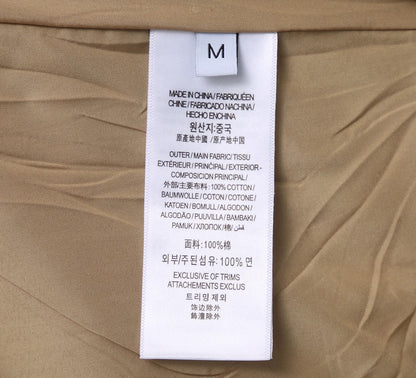 M
MADE IN CHINA / FABRIQUÉEN
CHINE / FABRICADO NACHINA /
HECHO ENCHINA
원산지:중국
原產地中國 / 原产地中国
OUTER / MAIN FABRIC/TISSU
EXTÉRIEUR / PRINCIPAL / EXTERIOR-
COMPOSICION PRINCIPAL /
外部/主要布料: 100% COTTON /
BAUMWOLLE / COTON / COTONE /
KATOEN / BOMULL / ALGODON /
ALGODÃO / PUUVILLA / BAMBAKI /
PAMUK / ХЛОПОК / 棉 / قطن
面料: 100%棉
외부/주된섬유: 100% 면
EXCLUSIVE OF TRIMS
ATTACHEMENTS EXCLUS
트리밍 제외
饰边除外
飾邊除外